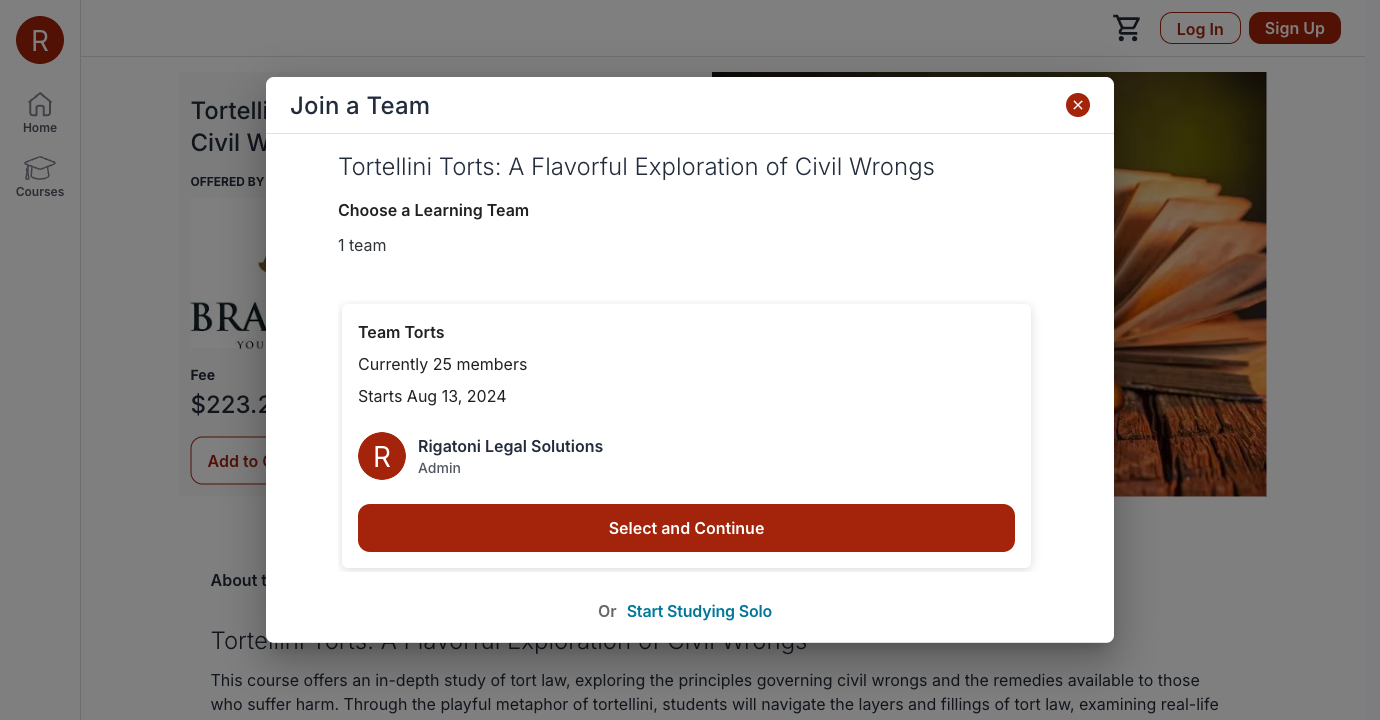 R
Home
Courses
Log In
Sign Up
Join a Team
Tortellini Torts: A Flavorful Exploration of Civil Wrongs
Choose a Learning Team
1 team
Team Torts
Currently 25 members
Starts Aug 13, 2024
R
Rigatoni Legal Solutions
Admin
Select and Continue
Or Start Studying Solo
Civil
OFFERED BY
Fee
$223.2
Add to
About
Tortellini Torts: A Flavorful Exploration of Civil Wrongs
This course offers an in-depth study of tort law, exploring the principles governing civil wrongs and the remedies available to those
who suffer harm. Through the playful metaphor of tortellini, students will navigate the layers and fillings of tort law, examining real-life